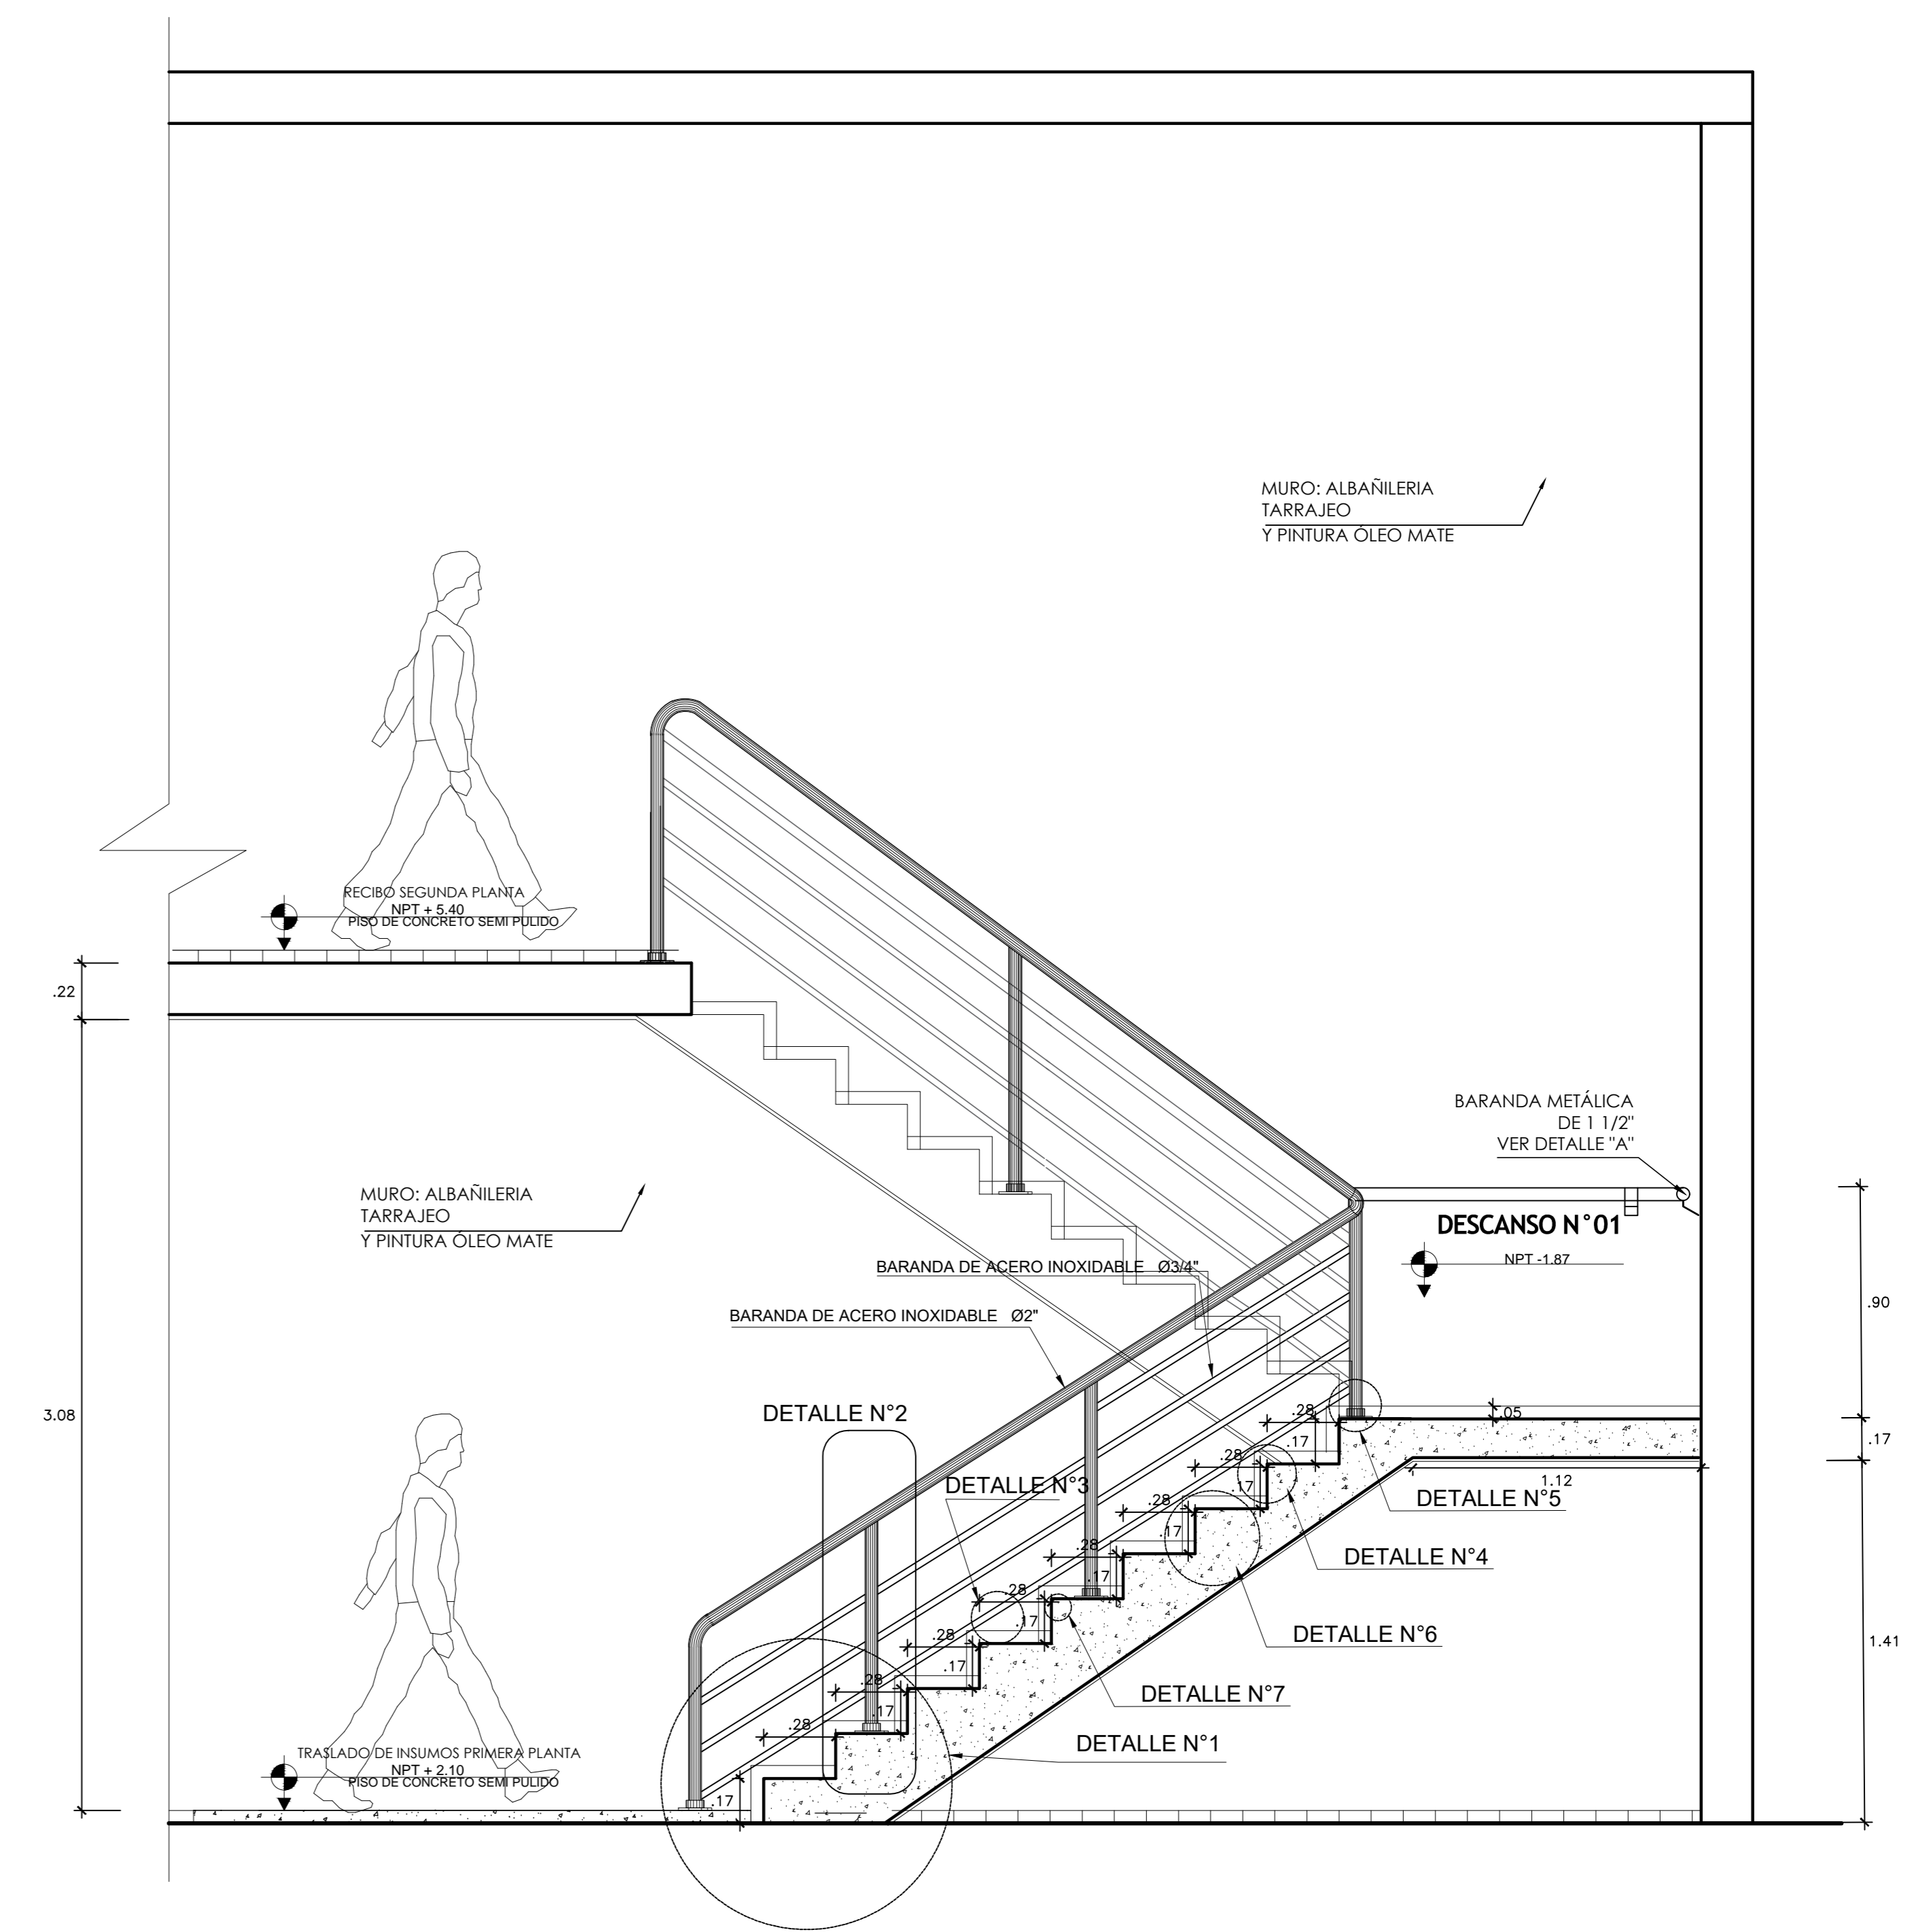 MURO: ALBAÑILERIA
TARRAJEO
Y PINTURA ÓLEO MATE
RECIBO SEGUNDA PLANTA
NPT + 5.40
PISO DE CONCRETO SEMI PULIDO
.22
BARANDA METÁLICA
DE 1 1/2"
VER DETALLE "A"
MURO: ALBAÑILERIA
TARRAJEO
Y PINTURA ÓLEO MATE
DESCANSO N°01
NPT -1.87
BARANDA DE ACERO INOXIDABLE Ø3/4"
BARANDA DE ACERO INOXIDABLE Ø2"
.90
3.08
DETALLE N°2
.28
.05
.17
.17
.28
1.12
DETALLE N°3
.17
DETALLE N°5
.28
.17
.28
DETALLE N°4
.17
.28
.17
DETALLE N°6
1.41
.28
.17
.28
DETALLE N°7
.17
.28
DETALLE N°1
TRASLADO DE INSUMOS PRIMERA PLANTA
NPT + 2.10
PISO DE CONCRETO SEMI PULIDO
.17